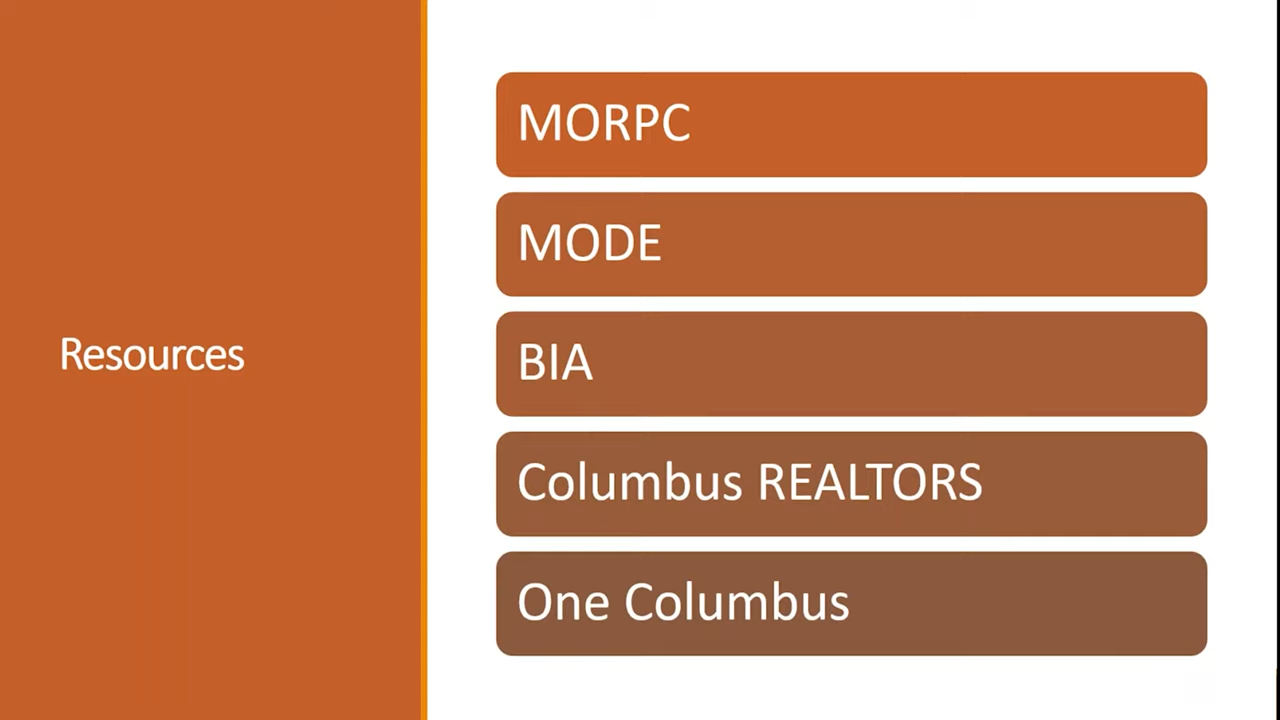 Resources
MORPC
MODE
BIA
Columbus REALTORS
One Columbus